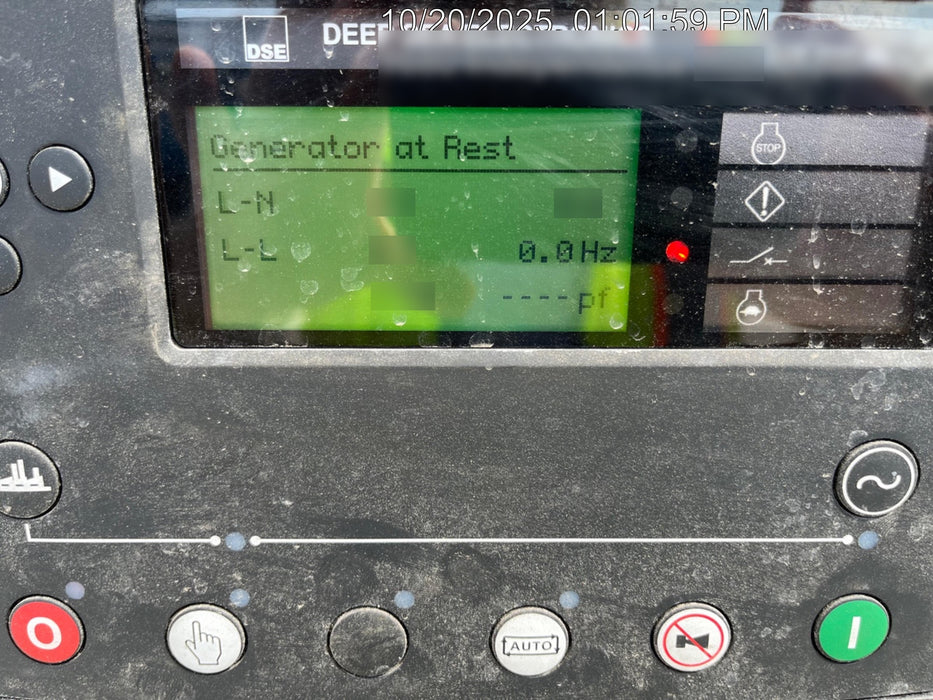 10/20/2025 01:01:59 PM
DSE
DEE
Generator at Rest
L-N
L-L 0.0Hz
----pf
STOP
!
O
AUTO
I